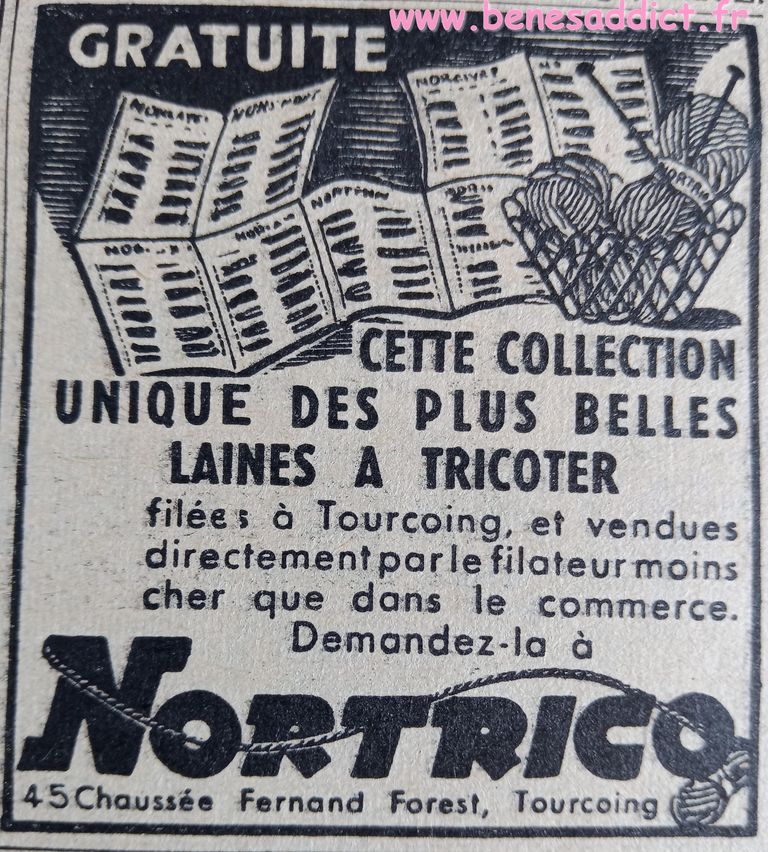 www.benesaddict.fr
GRATUITE
CETTE COLLECTION
UNIQUE DES PLUS BELLES
LAINES A TRICOTER
filées à Tourcoing, et vendues
directement par le filateur moins
cher que dans le commerce.
Demandez-la à
NORTRICO
45 Chaussée Fernand Forest, Tourcoing